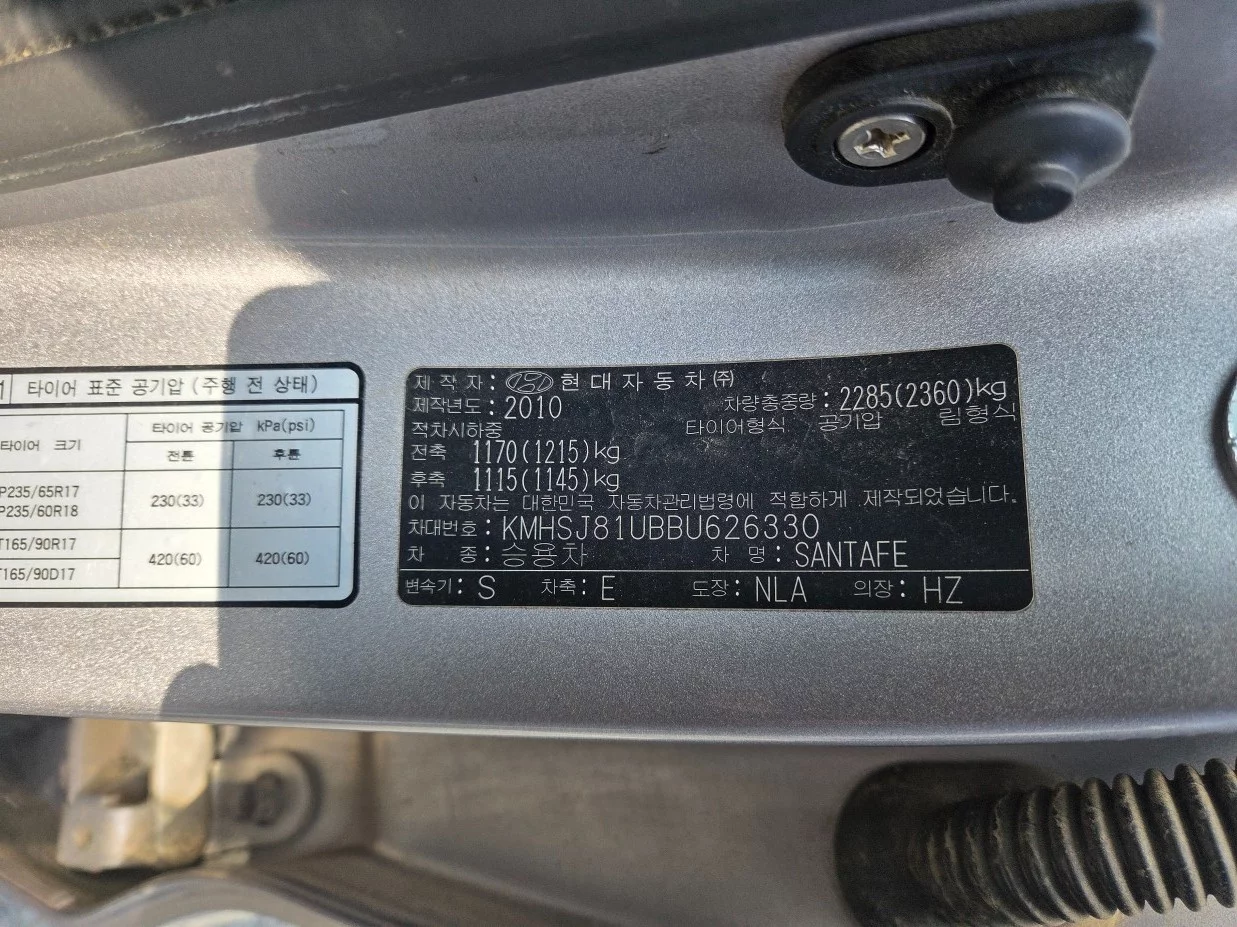 타이어 표준 공기압 (주행 전 상태)
타이어 크기
타이어 공기압 kPa(psi)
전륜 후륜
P235/65R17
P235/60R18
230(33) 230(33)
T165/90R17
T165/90D17
420(60) 420(60)
제 작 자: 현대자동차㈜
제작년도: 2010 차량총중량: 2285(2360)kg
적차시하중 타이어형식 공기압 림형식
전축 1170(1215)kg
후축 1115(1145)kg
이 자동차는 대한민국 자동차관리법령에 적합하게 제작되었습니다.
차대번호: KMHSJ81UBBU626330
차 종: 승용차 차 명: SANTAFE
변속기: S 차축: E 도장: NLA 의장: HZ